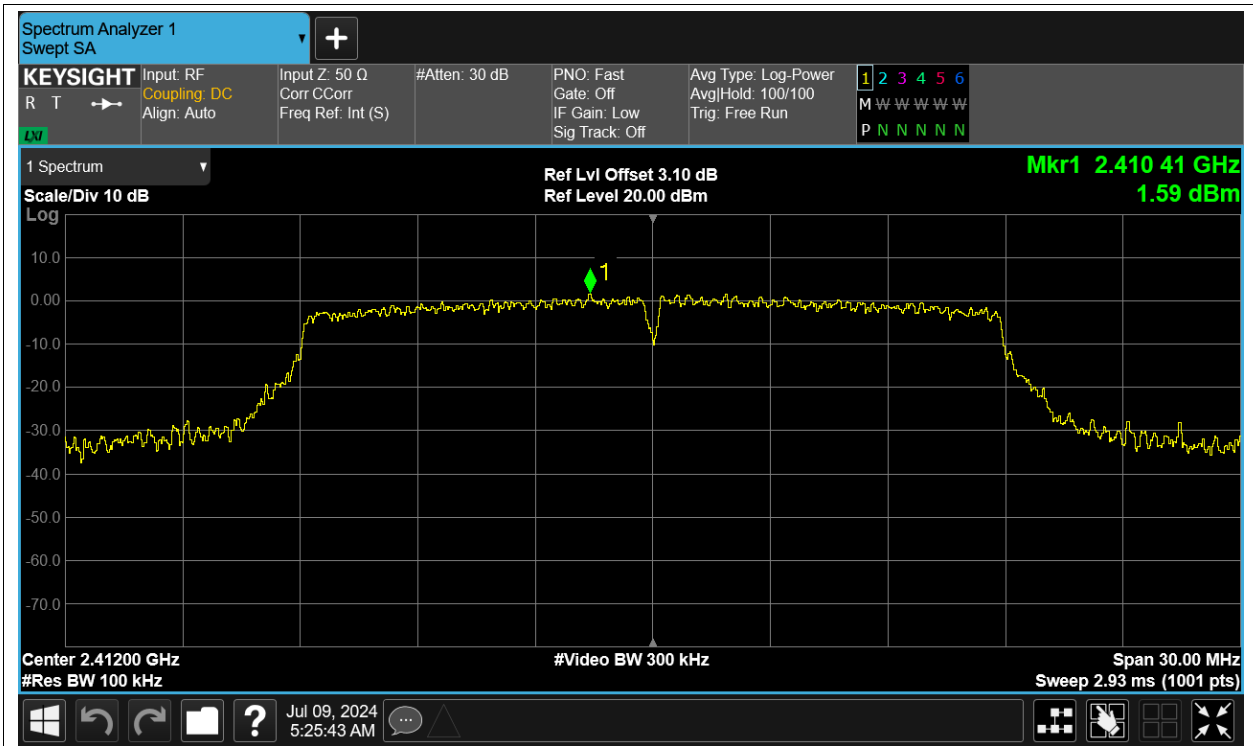 Spectrum Analyzer 1
Swept SA
KEYSIGHT
R T
LXI
Input: RF
Coupling: DC
Align: Auto
Input Z: 50 Ω
Corr CCorr
Freq Ref: Int (S)
#Atten: 30 dB
PNO: Fast
Gate: Off
IF Gain: Low
Sig Track: Off
Avg Type: Log-Power
Avg|Hold: 100/100
Trig: Free Run
1 2 3 4 5 6
M W W W W W
P N N N N N
1 Spectrum
Scale/Div 10 dB
Log
Ref Lvl Offset 3.10 dB
Ref Level 20.00 dBm
Mkr1 2.410 41 GHz
1.59 dBm
1
10.0
0.00
-10.0
-20.0
-30.0
-40.0
-50.0
-60.0
-70.0
Center 2.41200 GHz
#Res BW 100 kHz
#Video BW 300 kHz
Span 30.00 MHz
Sweep 2.93 ms (1001 pts)
?
Jul 09, 2024
5:25:43 AM